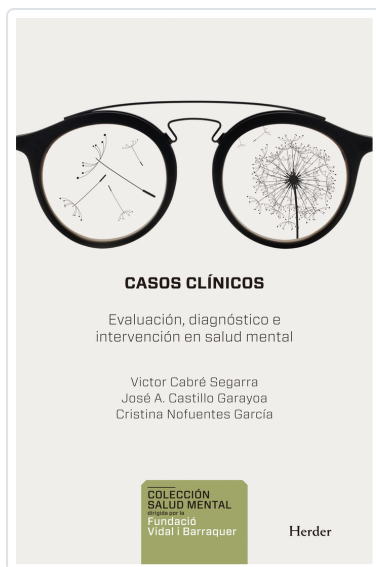 CASOS CLÍNICOS
Evaluación, diagnóstico e
intervención en salud mental
Victor Cabré Segarra
José A. Castillo Garayoa
Cristina Nofuentes García
COLECCIÓN
SALUD MENTAL
dirigida por la
Fundació
Vidal i Barraquer
Herder